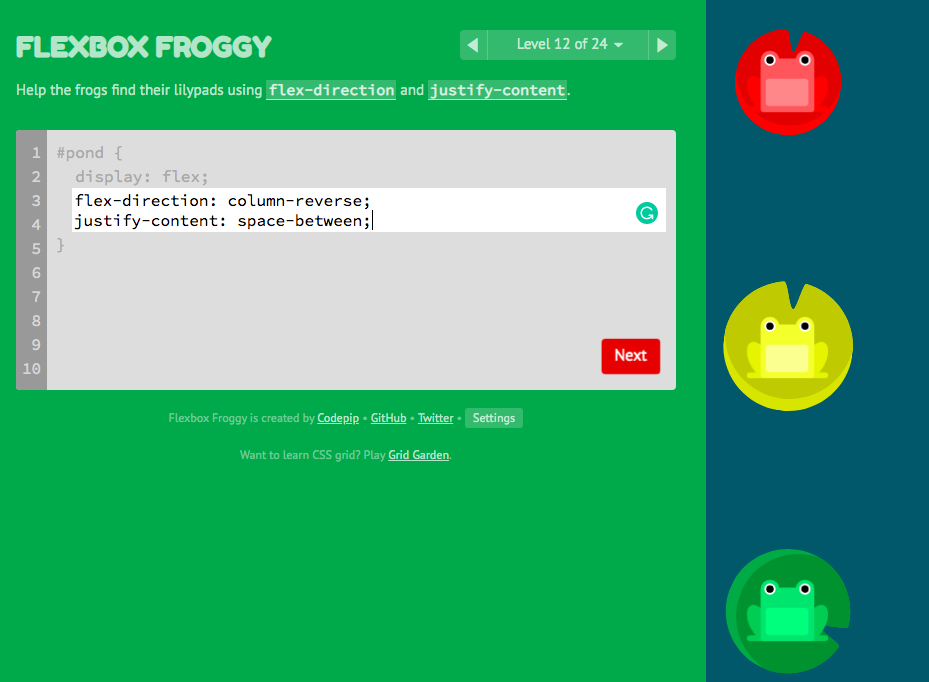 FLEXBOX FROGGY
Level 12 of 24
Help the frogs find their lilypads using flex-direction and justify-content.
1 #pond {
2 display: flex;
3 flex-direction: column-reverse;
4 justify-content: space-between;
5 }
6
7
8
9
10
Next
Flexbox Froggy is created by Codepip • GitHub • Twitter • Settings
Want to learn CSS grid? Play Grid Garden.